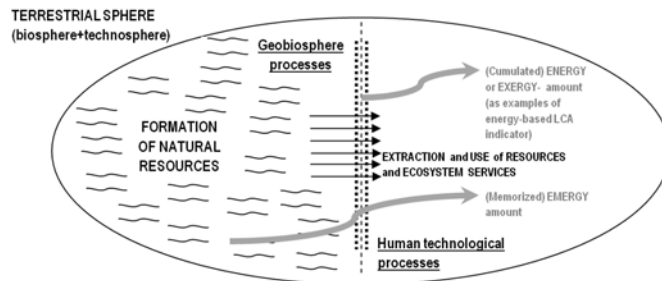 TERRESTRIAL SPHERE
(biosphere+technosphere)
Geobiosphere
processes
(Cumulated) ENERGY
or EXERGY- amount
(as examples of
energy-based LCA
indicator)
FORMATION
OF NATURAL
RESOURCES
EXTRACTION and USE of RESOURCES
and ECOSYSTEM SERVICES
(Memorized) EMERGY
amount
Human technological
processes